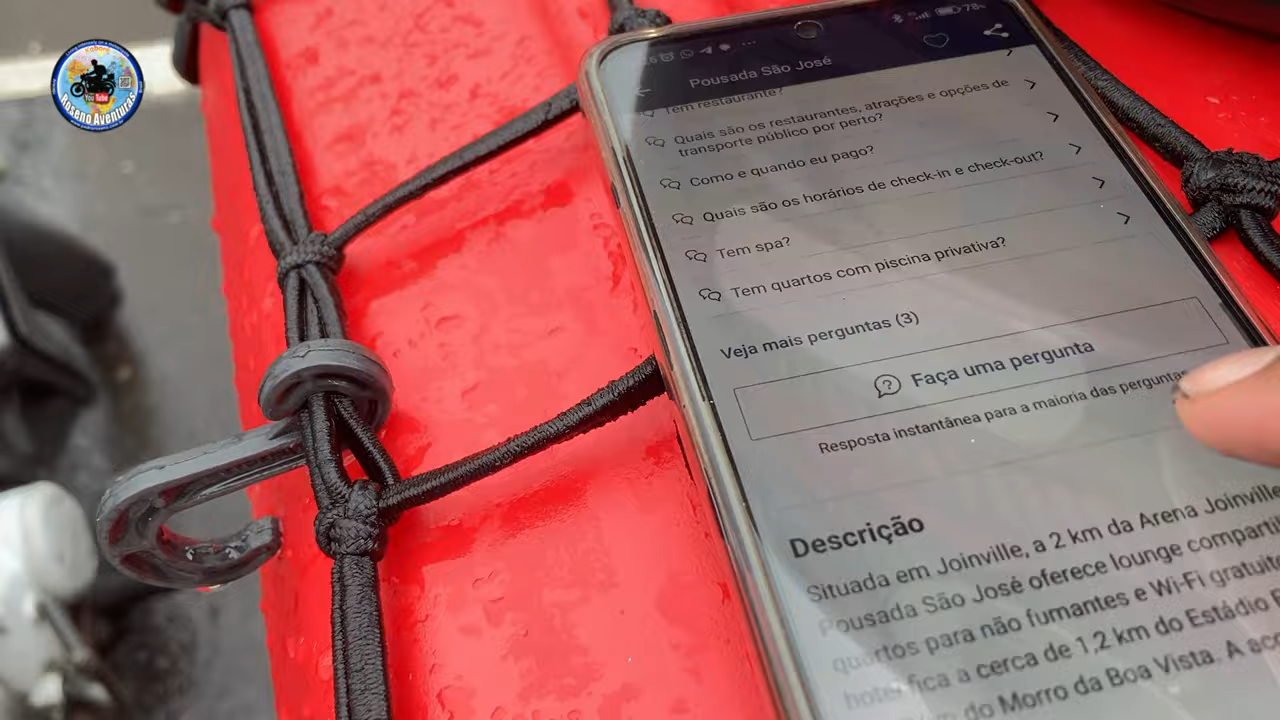 Roseno Aventuras
YouTube
78%
Pousada São José
Tem restaurante?
Quais são os restaurantes, atrações e opções de
transporte público por perto?
Como e quando eu pago?
Quais são os horários de check-in e check-out?
Tem spa?
Tem quartos com piscina privativa?
Veja mais perguntas (3)
Faça uma pergunta
Resposta instantânea para a maioria das perguntas
Descrição
Situada em Joinville, a 2 km da Arena Joinville
Pousada São José oferece lounge comparti
quartos para não fumantes e Wi-Fi gratuito
hotel fica a cerca de 1,2 km do Estádio
do Morro da Boa Vista. A